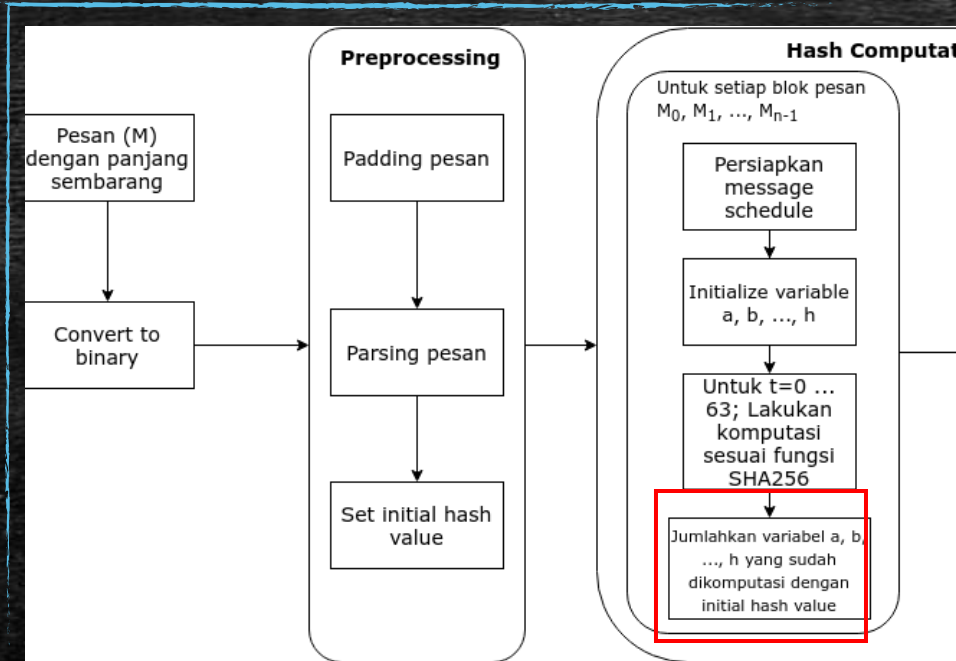 Pesan (M)
dengan panjang
sembarang
Convert to
binary
Preprocessing
Padding pesan
Parsing pesan
Set initial hash
value
Hash Computat
Untuk setiap blok pesan
M₀, M₁, ..., Mₙ₋₁
Persiapkan
message
schedule
Initialize variable
a, b, ..., h
Untuk t=0 ...
63; Lakukan
komputasi
sesuai fungsi
SHA256
Jumlahkan variabel a, b,
..., h yang sudah
dikomputasi dengan
initial hash value